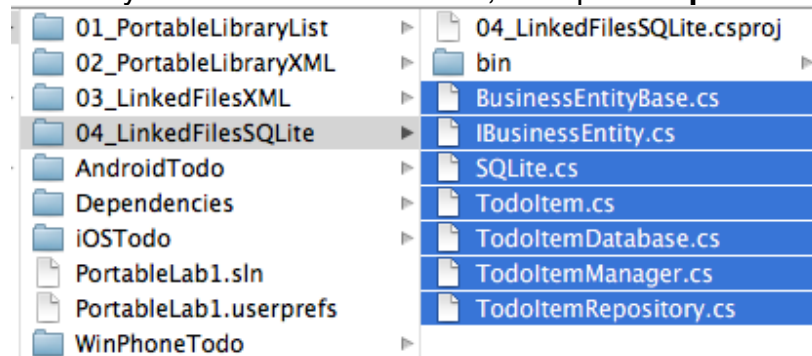 01_PortableLibraryList
02_PortableLibraryXML
03_LinkedFilesXML
04_LinkedFilesSQLite
AndroidTodo
Dependencies
iOSTodo
PortableLab1.sln
PortableLab1.userprefs
WinPhoneTodo
04_LinkedFilesSQLite.csproj
bin
BusinessEntityBase.cs
IBusinessEntity.cs
SQLite.cs
TodoItem.cs
TodoItemDatabase.cs
TodoItemManager.cs
TodoItemRepository.cs